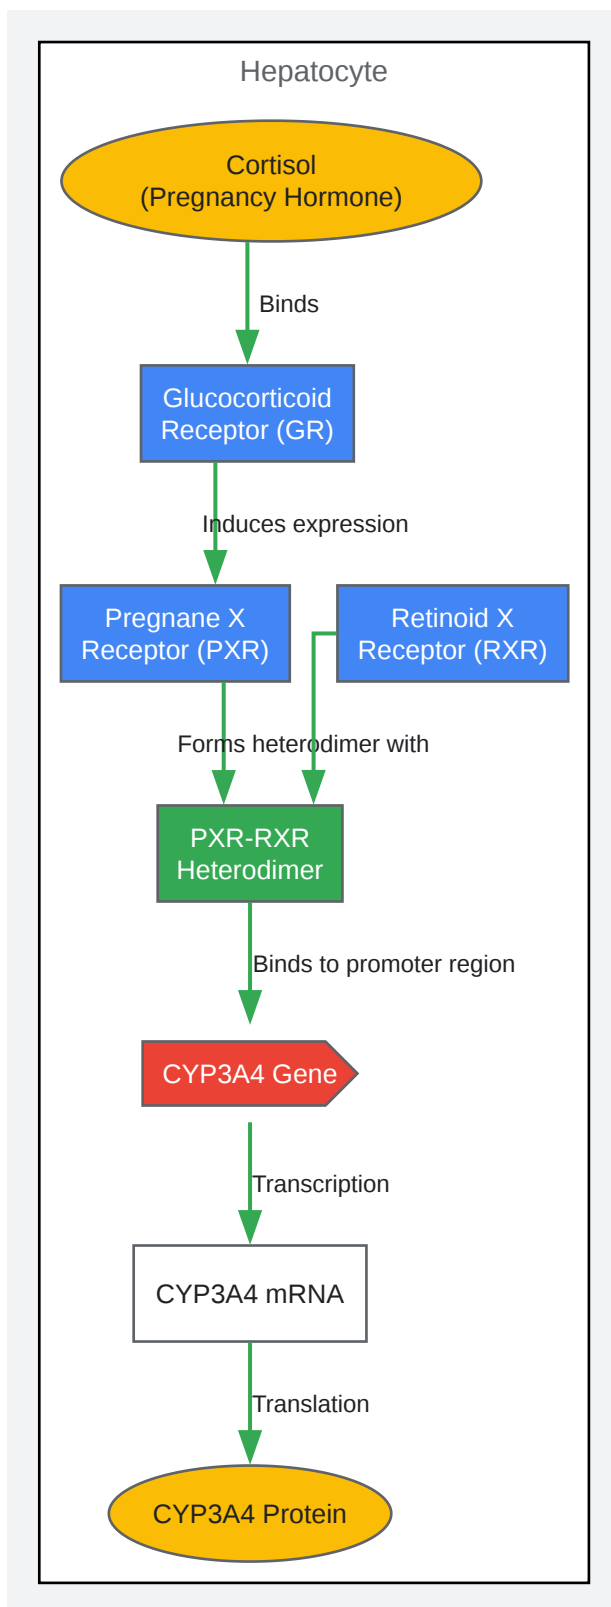 Hepatocyte
Cortisol
(Pregnancy Hormone)
Binds
Glucocorticoid
Receptor (GR)
Induces expression
Pregnane X
Receptor (PXR)
Retinoid X
Receptor (RXR)
Forms heterodimer with
PXR-RXR
Heterodimer
Binds to promoter region
CYP3A4 Gene
Transcription
CYP3A4 mRNA
Translation
CYP3A4 Protein